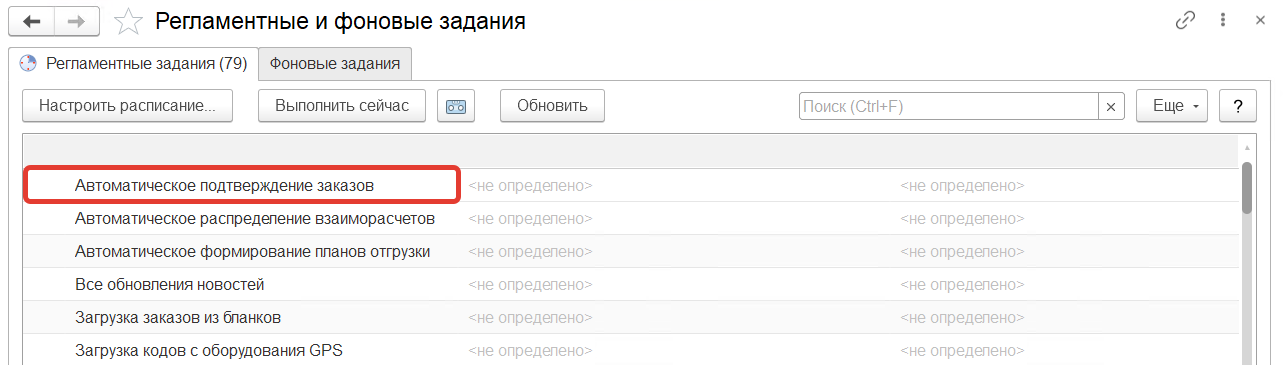 Регламентные и фоновые задания
Регламентные задания (79) Фоновые задания
Настроить расписание... Выполнить сейчас Обновить Поиск (Ctrl+F) × Еще ?
Автоматическое подтверждение заказов <не определено> <не определено>
Автоматическое распределение взаиморасчетов <не определено> <не определено>
Автоматическое формирование планов отгрузки <не определено> <не определено>
Все обновления новостей <не определено> <не определено>
Загрузка заказов из бланков <не определено> <не определено>
Загрузка кодов с оборудования GPS <не определено> <не определено>